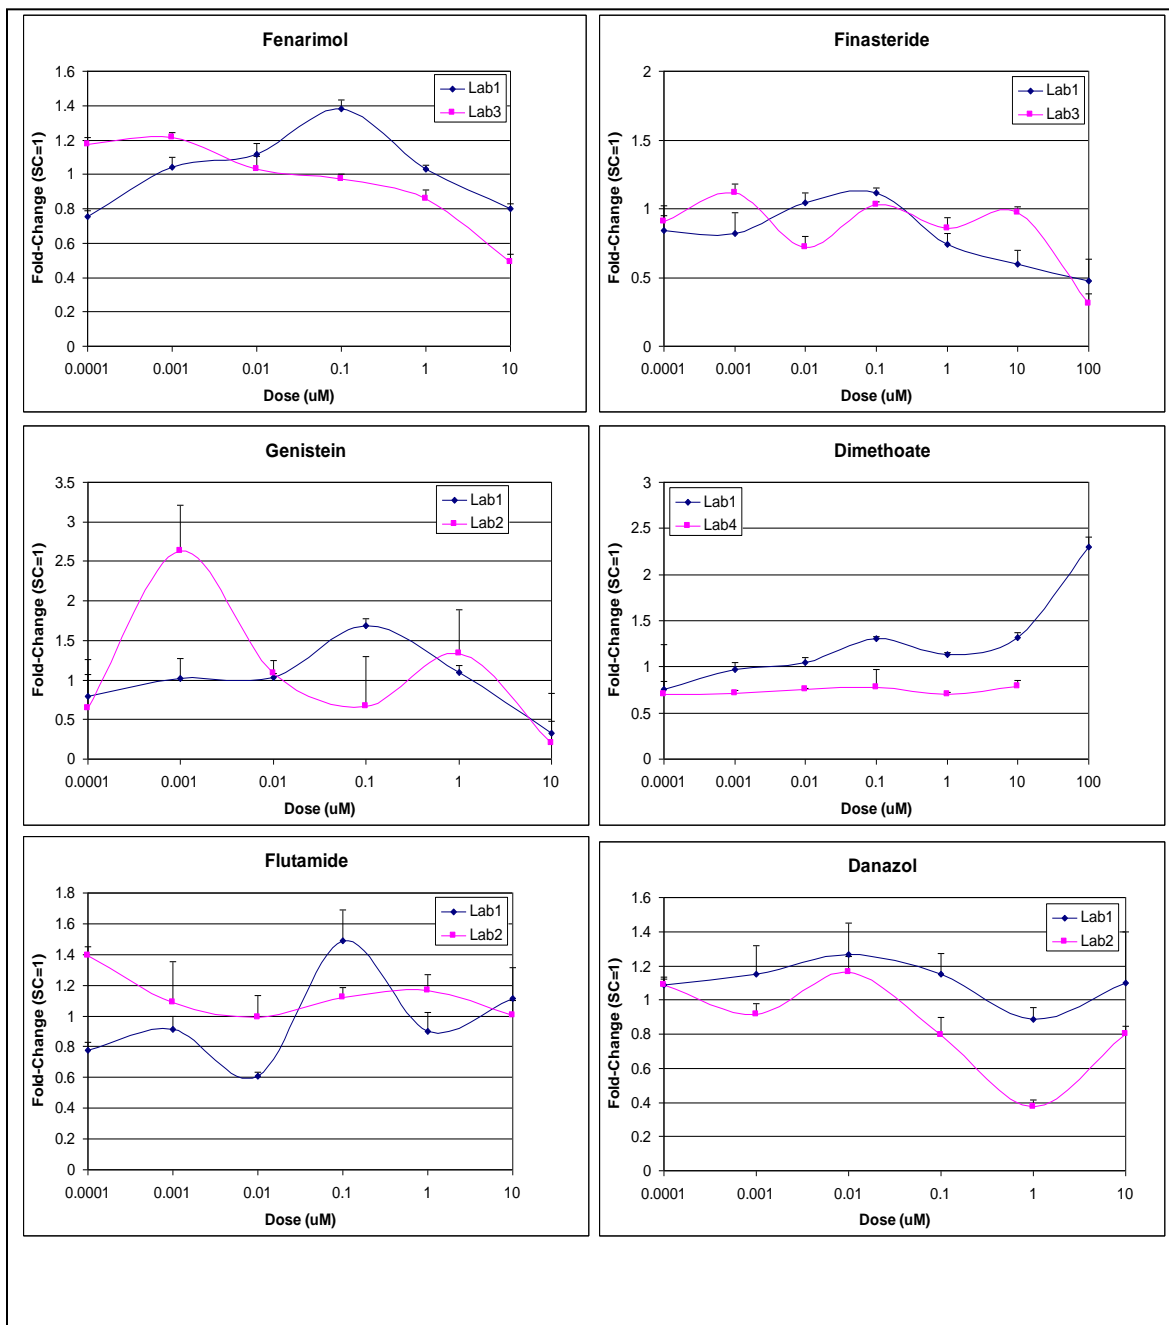 Fenarimol
Fold-Change (SC=1)
1.6
1.4
1.2
1
0.8
0.6
0.4
0.2
0
Lab1
Lab3
0.0001 0.001 0.01 0.1 1 10
Dose (uM)
Finasteride
Fold-Change (SC=1)
2
1.5
1
0.5
0
Lab1
Lab3
0.0001 0.001 0.01 0.1 1 10 100
Dose (uM)
Genistein
Fold-Change (SC=1)
3.5
3
2.5
2
1.5
1
0.5
0
Lab1
Lab2
0.0001 0.001 0.01 0.1 1 10
Dose (uM)
Dimethoate
Fold-Change (SC=1)
3
2.5
2
1.5
1
0.5
0
Lab1
Lab4
0.0001 0.001 0.01 0.1 1 10 100
Dose (uM)
Flutamide
Fold-Change (SC=1)
1.8
1.6
1.4
1.2
1
0.8
0.6
0.4
0.2
0
Lab1
Lab2
0.0001 0.001 0.01 0.1 1 10
Dose (uM)
Danazol
Fold-Change (SC=1)
1.6
1.4
1.2
1
0.8
0.6
0.4
0.2
0
Lab1
Lab2
0.0001 0.001 0.01 0.1 1 10
Dose (uM)